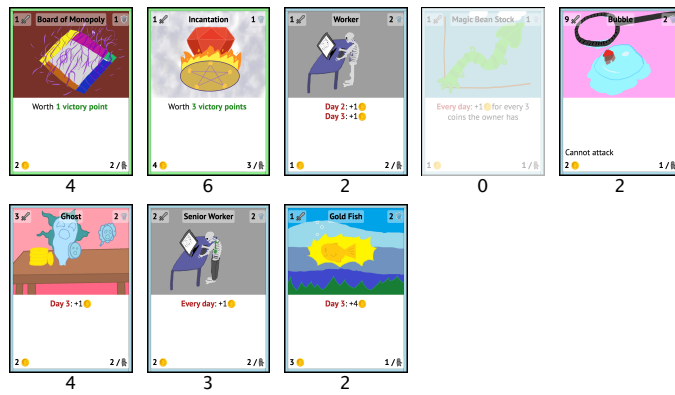 1 Board of Monopoly 1
Worth 1 victory point
2 2/
4
1 Incantation 1
Worth 3 victory points
4 3/
6
1 Worker 2
Day 2: +1
Day 3: +1
1 2/
2
1 Magic Bean Stock 1
Every day: +1 for every 3
coins the owner has
1 1/
0
9 Bubble 2
Cannot attack
2 1/
2
3 Ghost 2
Day 3: +1
2 2/
4
2 Senior Worker 2
Every day: +1
2 2/
3
1 Gold Fish 2
Day 3: +4
3 1/
2